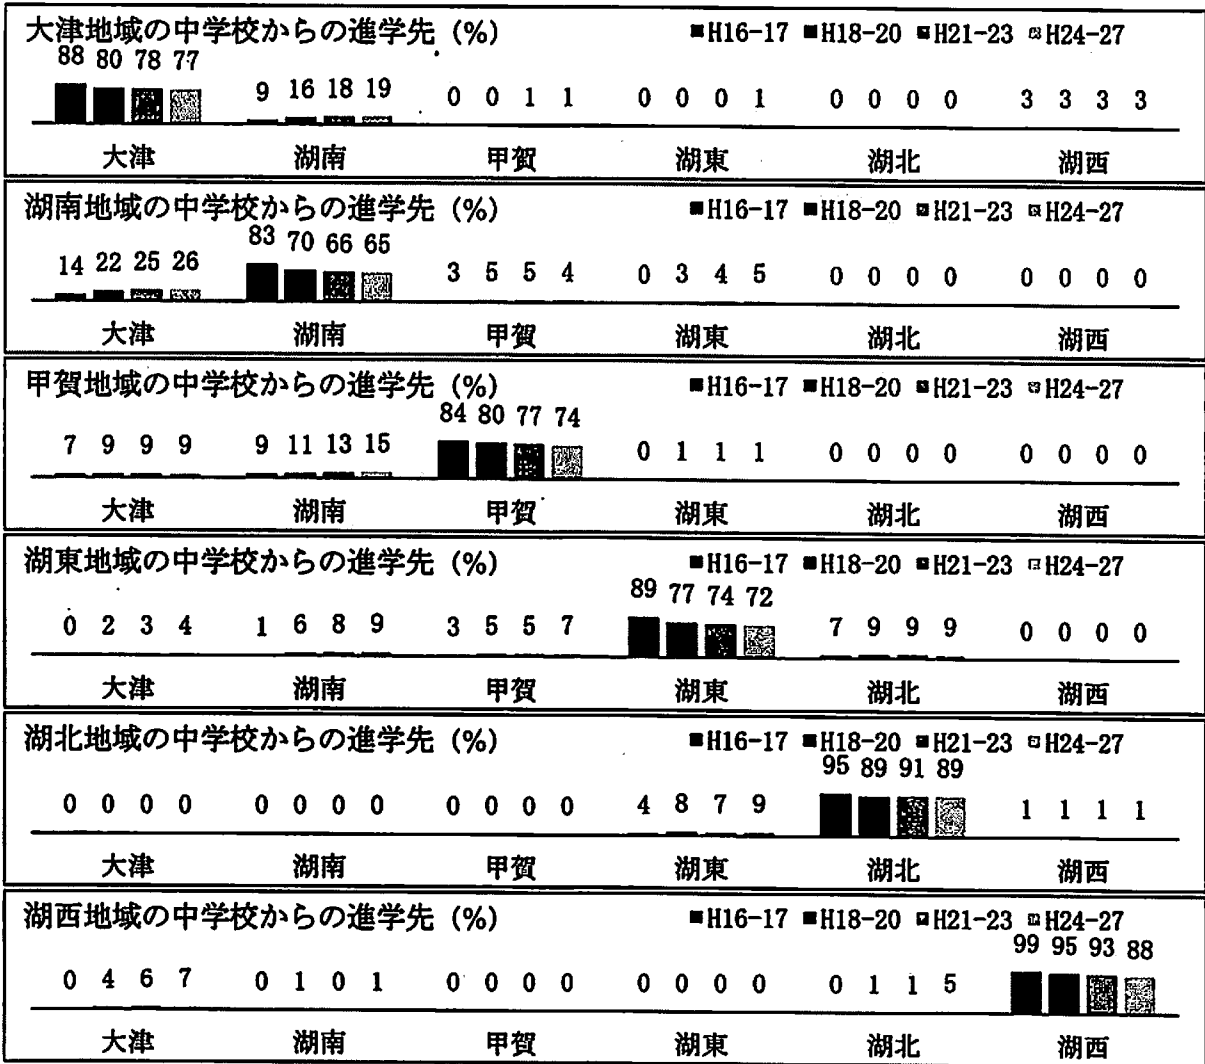 大津地域の中学校からの進学先 (%) ■H16-17 ■H18-20 ■H21-23 ■H24-27
88 80 78 77 9 16 18 19 0 0 1 1 0 0 0 1 0 0 0 0 3 3 3 3
大津 湖南 甲賀 湖東 湖北 湖西
湖南地域の中学校からの進学先 (%) ■H16-17 ■H18-20 ■H21-23 ■H24-27
14 22 25 26 83 70 66 65 3 5 5 4 0 3 4 5 0 0 0 0 0 0 0 0
大津 湖南 甲賀 湖東 湖北 湖西
甲賀地域の中学校からの進学先 (%) ■H16-17 ■H18-20 ■H21-23 ■H24-27
7 9 9 9 9 11 13 15 84 80 77 74 0 1 1 1 0 0 0 0 0 0 0 0
大津 湖南 甲賀 湖東 湖北 湖西
湖東地域の中学校からの進学先 (%) ■H16-17 ■H18-20 ■H21-23 ■H24-27
0 2 3 4 1 6 8 9 3 5 5 7 89 77 74 72 7 9 9 9 0 0 0 0
大津 湖南 甲賀 湖東 湖北 湖西
湖北地域の中学校からの進学先 (%) ■H16-17 ■H18-20 ■H21-23 ■H24-27
0 0 0 0 0 0 0 0 0 0 0 0 4 8 7 9 95 89 91 89 1 1 1 1
大津 湖南 甲賀 湖東 湖北 湖西
湖西地域の中学校からの進学先 (%) ■H16-17 ■H18-20 ■H21-23 ■H24-27
0 4 6 7 0 1 0 1 0 0 0 0 0 0 0 0 0 1 1 5 99 95 93 88
大津 湖南 甲賀 湖東 湖北 湖西